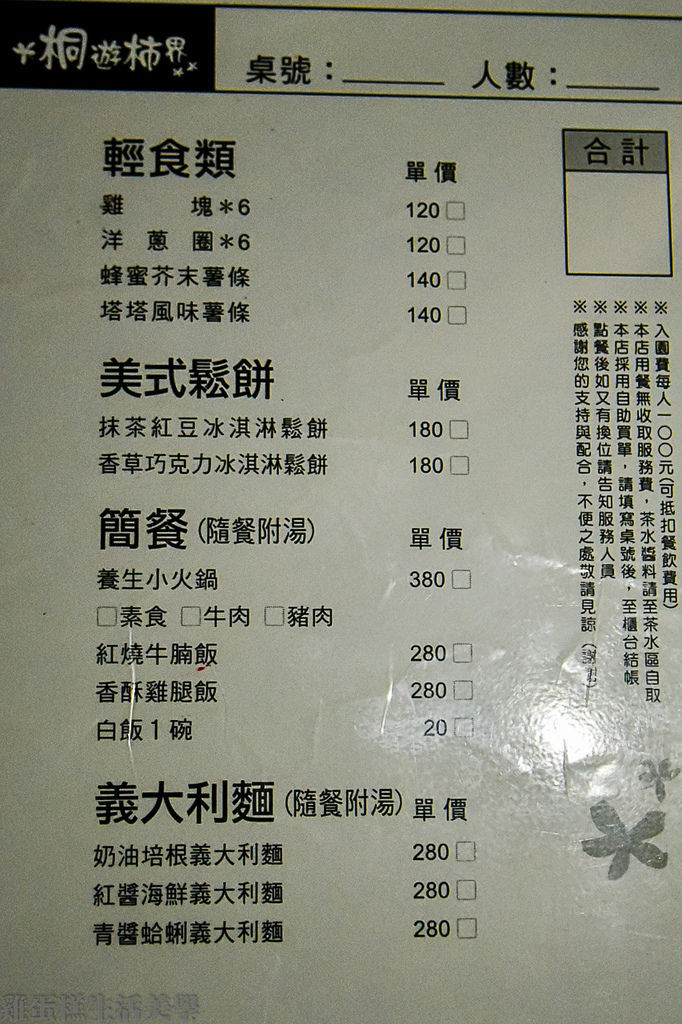 桐遊柿界
桌號：＿＿＿ 人數：＿＿＿
輕食類 單價
雞塊＊6 120□
洋蔥圈＊6 120□
蜂蜜芥末薯條 140□
塔塔風味薯條 140□
美式鬆餅 單價
抹茶紅豆冰淇淋鬆餅 180□
香草巧克力冰淇淋鬆餅 180□
簡餐(隨餐附湯) 單價
養生小火鍋 380□
□素食 □牛肉 □豬肉
紅燒牛腩飯 280□
香酥雞腿飯 280□
白飯1碗 20□
義大利麵(隨餐附湯) 單價
奶油培根義大利麵 280□
紅醬海鮮義大利麵 280□
青醬蛤蜊義大利麵 280□
合計
※入園費每人一〇〇元(可抵扣餐飲費用)
※本店用餐無收取服務費，茶水醬料請至茶水區自取
※本店採用自助買單，請填寫桌號後，至櫃台結帳
※點餐後如又有換位請告知服務人員
※感謝您的支持與配合，不便之處敬請見諒(謝謝)
雞蛋糕生活美學